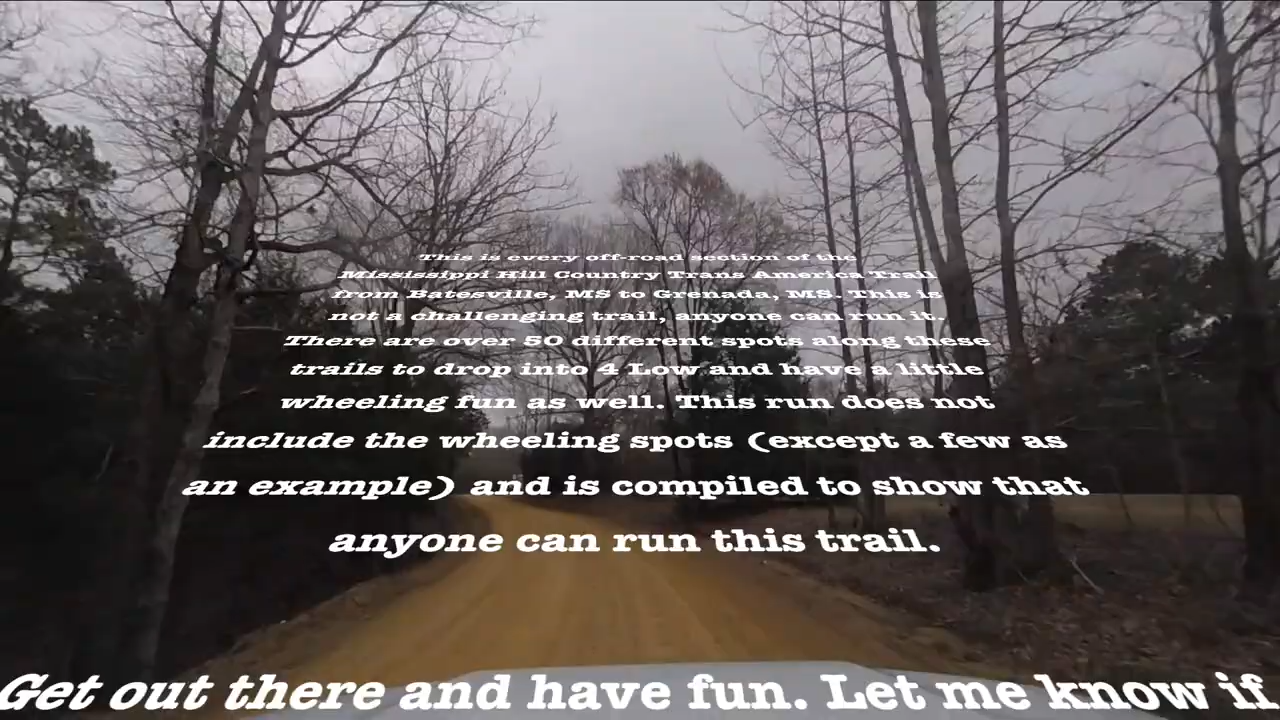 This is every off-road section of the
Mississippi Hill Country Trans America Trail
from Batesville, MS to Grenada, MS. This is
not a challenging trail, anyone can run it.
There are over 50 different spots along these
trails to drop into 4 Low and have a little
wheeling fun as well. This run does not
include the wheeling spots (except a few as
an example) and is compiled to show that
anyone can run this trail.
Get out there and have fun. Let me know if